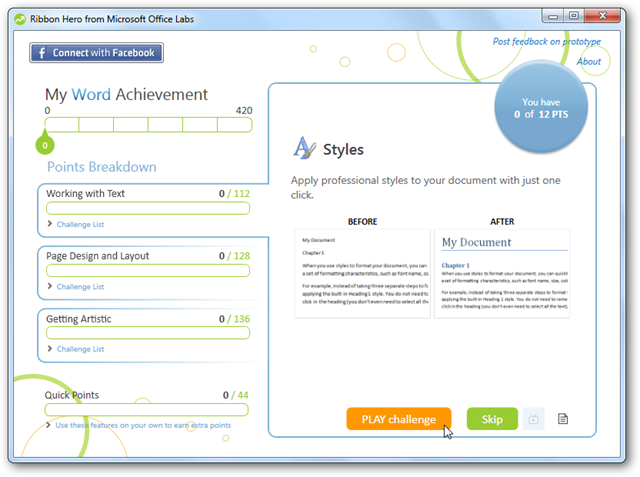 Ribbon Hero from Microsoft Office Labs
Connect with Facebook
Post feedback on prototype
About
My Word Achievement
0 420
0
Points Breakdown
Working with Text 0 / 112
Challenge List
Page Design and Layout 0 / 128
Challenge List
Getting Artistic 0 / 136
Challenge List
Quick Points 0 / 44
Use these features on your own to earn extra points
You have
0 of 12 PTS
Styles
Apply professional styles to your document with just one
click.
BEFORE
My Document
Chapter 1
When you use styles to format your document, you can
a set of formatting characteristics, such as font name, siz
For example, instead of taking three separate steps to fo
applying the built-in Heading 1 style. You do not need to
click in the heading (you don't even need to select all the
AFTER
My Document
Chapter 1
When you use styles to format your document, you can quickl
a set of formatting characteristics, such as font name, size, col
For example, instead of taking three separate steps to format
applying the built-in Heading 1 style. You do not need to reme
click in the heading (you don't even need to select all the text
PLAY challenge
Skip